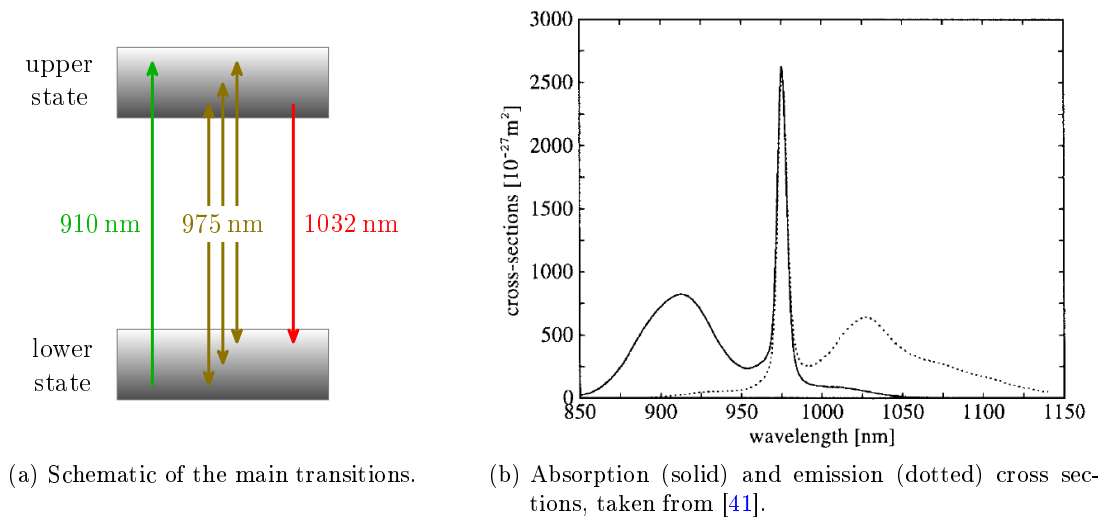 upper
state
910 nm
975 nm
1032 nm
lower
state
(a) Schematic of the main transitions.
cross-sections [10⁻²⁷m²]
3000
2500
2000
1500
1000
500
0
850 900 950 1000 1050 1100 1150
wavelength [nm]
(b) Absorption (solid) and emission (dotted) cross sec-
tions, taken from [41].